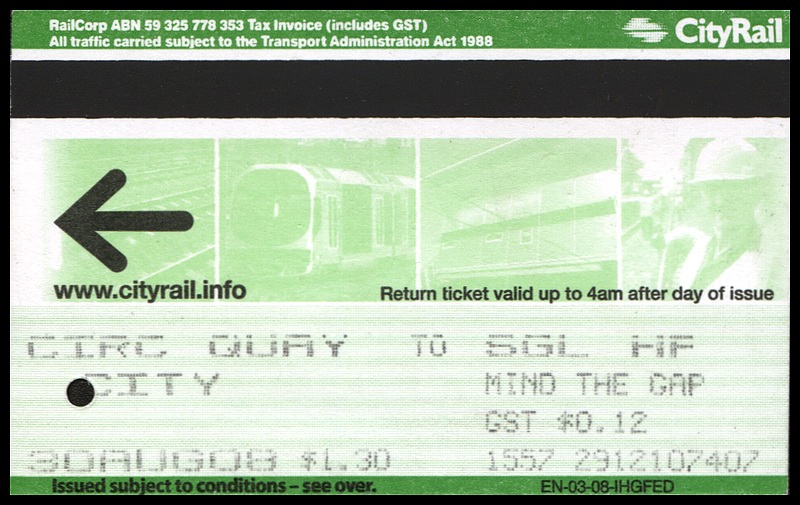 RailCorp ABN 59 325 778 353 Tax Invoice (includes GST)
All traffic carried subject to the Transport Administration Act 1988
CityRail
www.cityrail.info
Return ticket valid up to 4am after day of issue
CIRC QUAY TO SGL HF
CITY MIND THE GAP
GST $0.12
30AUG08 $1.30 1557 2912107407
Issued subject to conditions – see over. EN-03-08-IHGFED